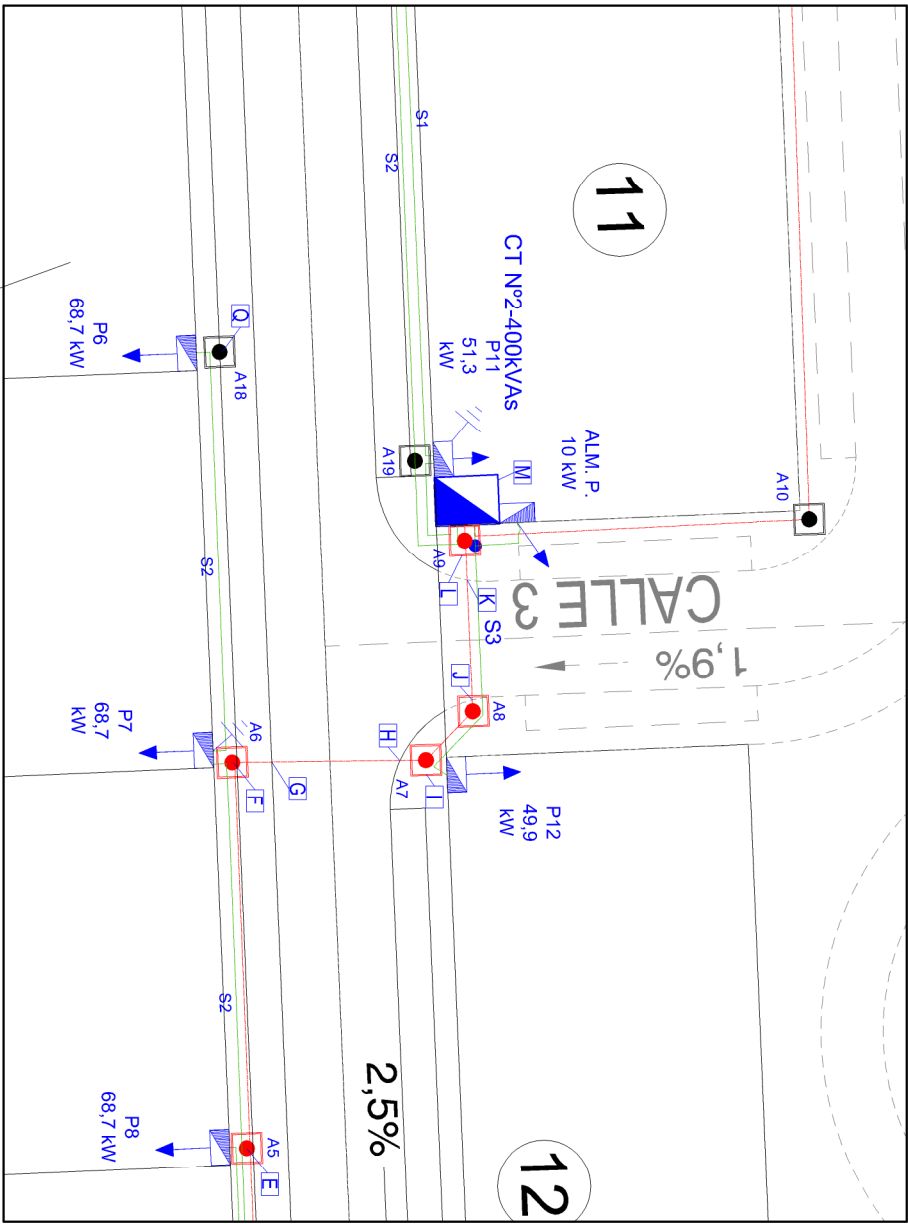 S1
S2
11
CT Nº2-400kVAs
P11
51,3
kW
ALM. P.
10 kW
M
A10
Q
A18
P6
68,7 kW
A19
A9
L
K
S3
CALLE 3
1,9%
J
A8
S2
A6
P7
68,7
kW
F
G
H
A7
I
P12
49,9
kW
S2
2,5%
A5
E
P8
68,7 kW
12